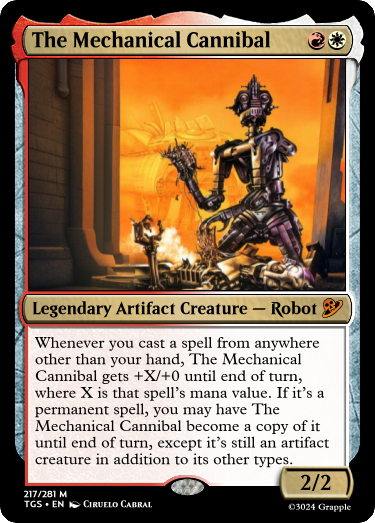 The Mechanical Cannibal
Legendary Artifact Creature — Robot
Whenever you cast a spell from anywhere
other than your hand, The Mechanical
Cannibal gets +X/+0 until end of turn,
where X is that spell's mana value. If it's a
permanent spell, you may have The
Mechanical Cannibal become a copy of it
until end of turn, except it's still an artifact
creature in addition to its other types.
2/2
217/281 M
TGS • EN Ciruelo Cabral
©3024 Grapple